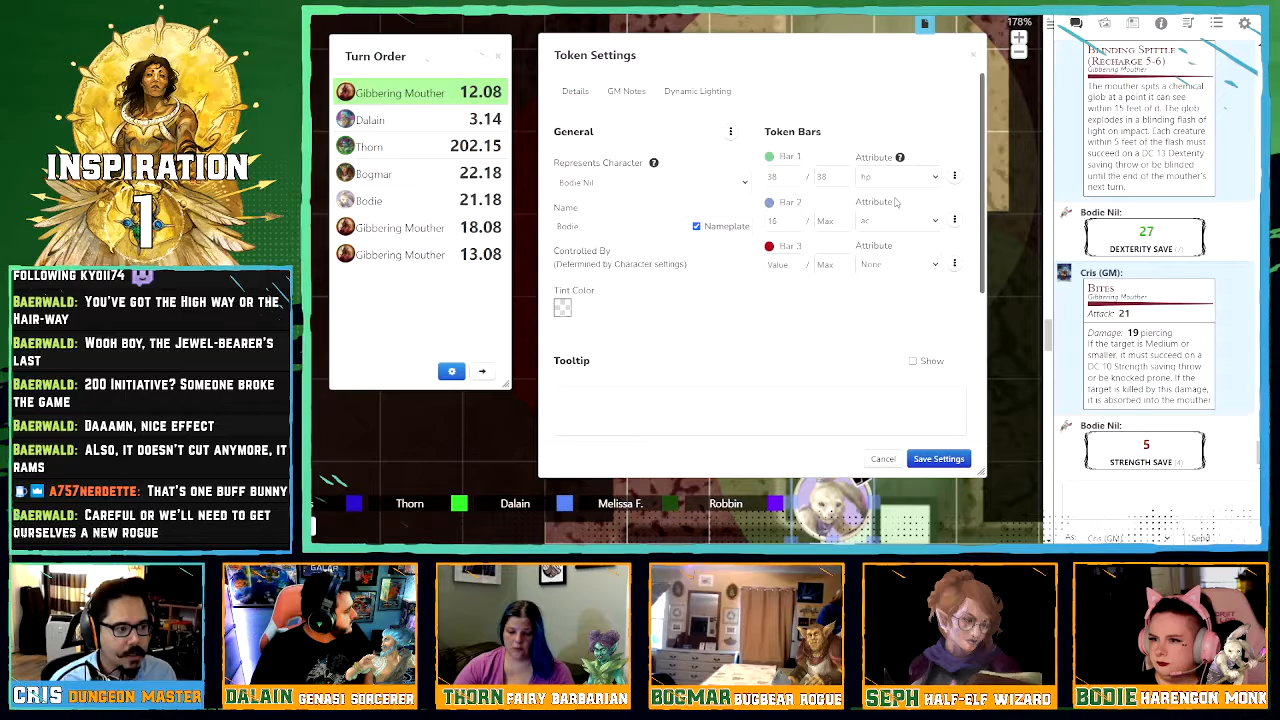 INSPIRATION
1
FOLLOWING KYOII74
BAERWALD: YOU'VE GOT THE HIGH WAY OR THE
HAIR-WAY
BAERWALD: WOOH BOY, THE JEWEL-BEARER'S
LAST
BAERWALD: 200 INITIATIVE? SOMEONE BROKE
THE GAME
BAERWALD: DAAAMN, NICE EFFECT
BAERWALD: ALSO, IT DOESN'T CUT ANYMORE, IT
RAMS
A757NERDETTE: THAT'S ONE BUFF BUNNY
BAERWALD: CAREFUL OR WE'LL NEED TO GET
OURSELVES A NEW ROGUE
Turn Order
Gibbering Mouther 12.08
Dalain 3.14
Thorn 202.15
Bogmar 22.18
Bodie 21.18
Gibbering Mouther 18.08
Gibbering Mouther 13.08
Token Settings
Details GM Notes Dynamic Lighting
General
Represents Character
Bodie Nil
Name
Bodie
Nameplate
Controlled By
(Determined by Character settings)
Tint Color
Token Bars
Bar 1 Attribute
38 / 38 hp
Bar 2 Attribute
16 / Max ac
Bar 3 Attribute
Value / Max None
Tooltip
Show
Cancel Save Settings
178%
Thorn Dalain Melissa F. Robbin
BLINDING SPITTLE
(RECHARGE 5-6)
Gibbering Mouther
The mouther spits a chemical
glob at a point it can see
within 15 feet of it. The glob
explodes in a blinding flash of
light on impact. Each creature
within 5 feet of the flash must
succeed on a DC 13 Dexterity
saving throw or be blinded
until the end of the mouther's
next turn.
Bodie Nil:
27
DEXTERITY SAVE
Cris (GM):
BITES
Gibbering Mouther
Attack: 21
Damage: 19 piercing
If the target is Medium or
smaller, it must succeed on a
DC 10 Strength saving throw
or be knocked prone. If the
target is killed by this damage,
it is absorbed into the mouther
Bodie Nil:
5
STRENGTH SAVE (4)
As: Cris (GM) Send
CRIS DUNGEON MASTER
DALAIN GENASI SORCERER
THORN FAIRY BARBARIAN
BOGMAR BUGBEAR ROGUE
SEPH HALF-ELF WIZARD
BODIE HARENGON MONK